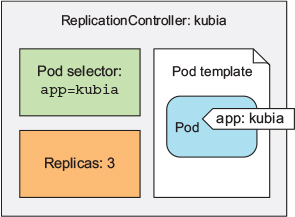 ReplicationController: kubia
Pod selector:
app=kubia
Replicas: 3
Pod template
Pod
app: kubia